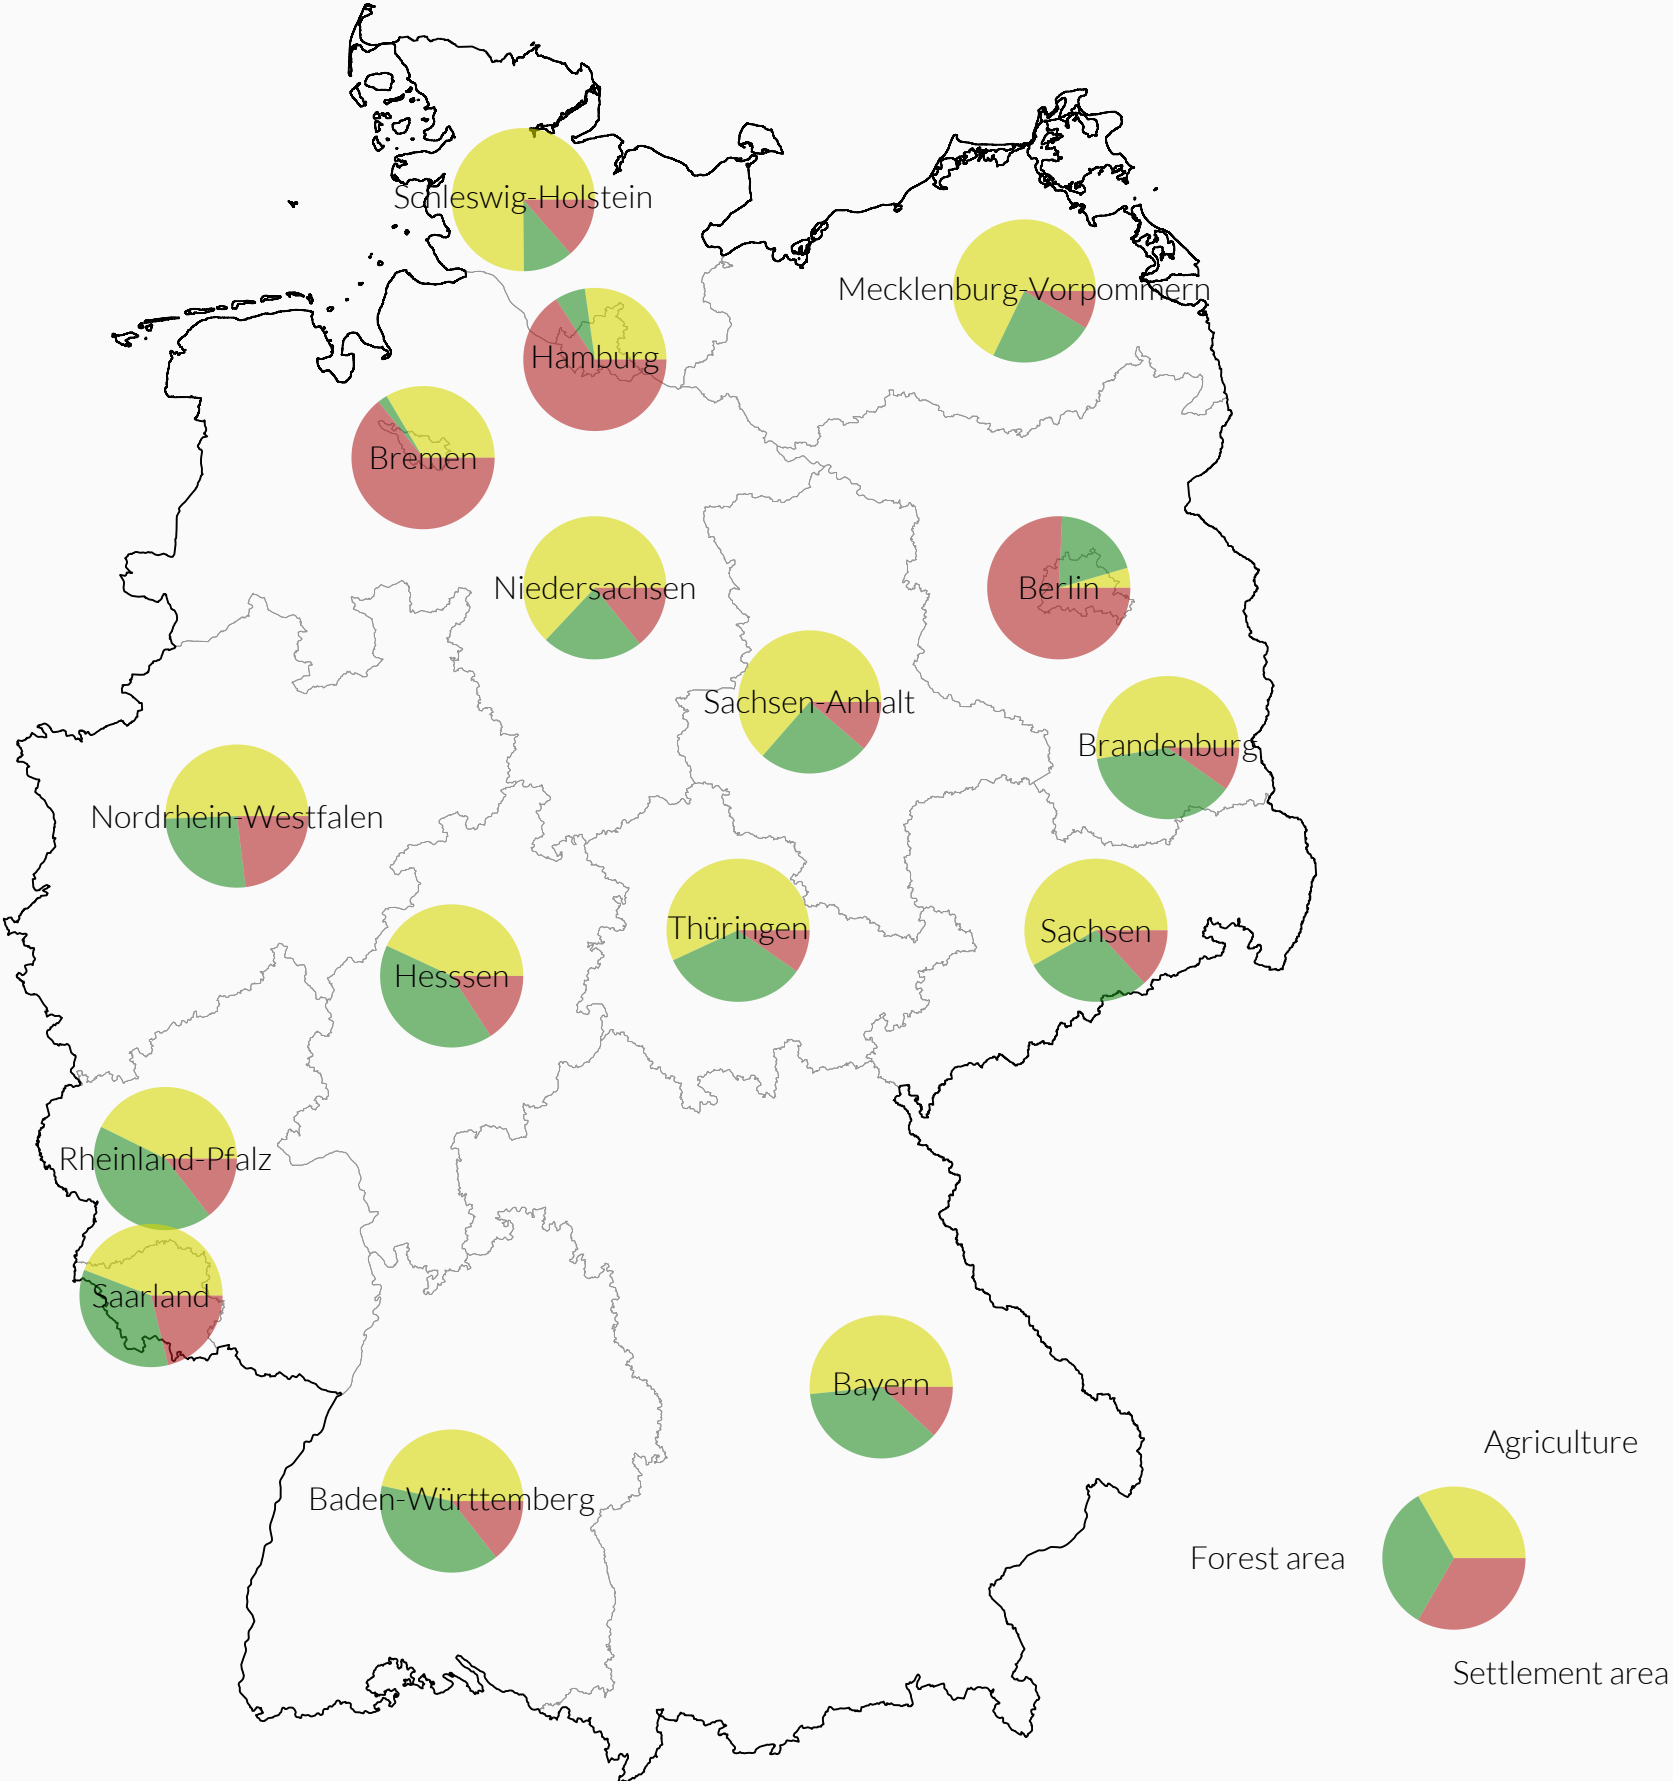 Schleswig-Holstein
Mecklenburg-Vorpommern
Hamburg
Bremen
Niedersachsen
Berlin
Sachsen-Anhalt
Brandenburg
Nordrhein-Westfalen
Thüringen
Sachsen
Hesssen
Rheinland-Pfalz
Saarland
Bayern
Baden-Württemberg
Agriculture
Forest area
Settlement area